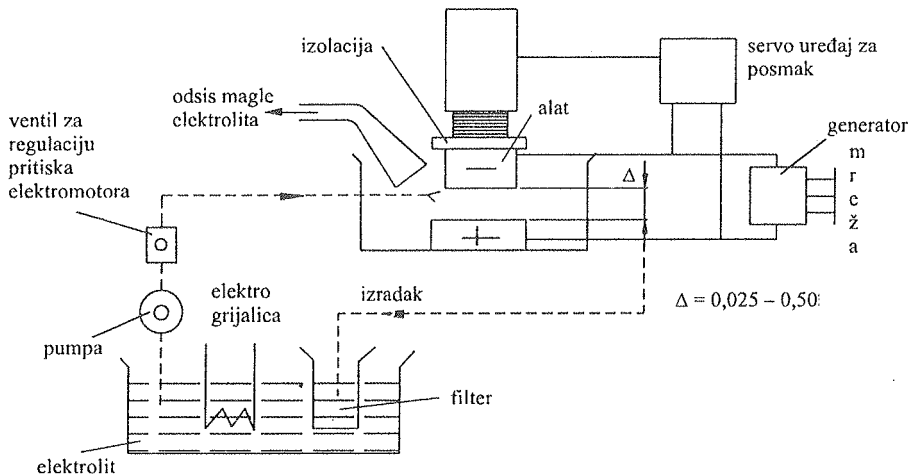 izolacija
servo uređaj za
posmak
odsis magle
elektrolita
alat
ventil za
regulaciju
pritiska
elektromotora
generator
m
r
e
ž
a
Δ
−
+
elektro
grijalica
izradak
Δ = 0,025 – 0,50
pumpa
filter
elektrolit